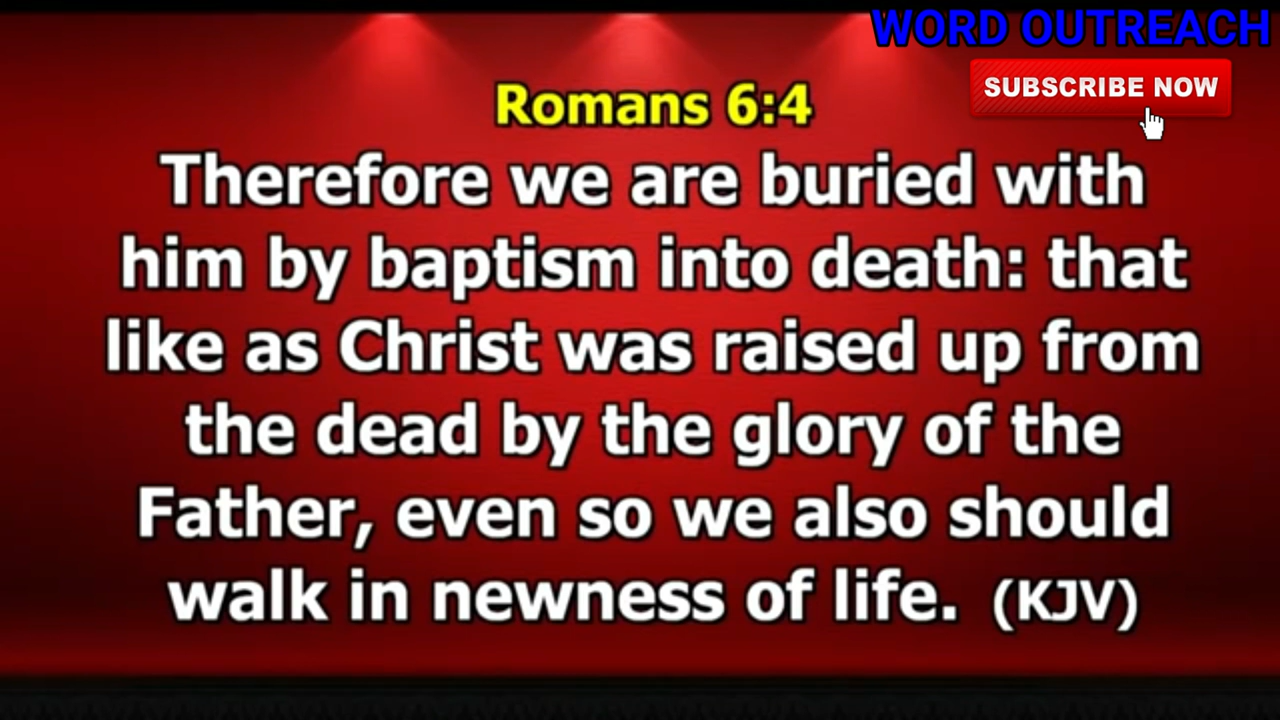 WORD OUTREACH
SUBSCRIBE NOW
Romans 6:4
Therefore we are buried with
him by baptism into death: that
like as Christ was raised up from
the dead by the glory of the
Father, even so we also should
walk in newness of life. (KJV)